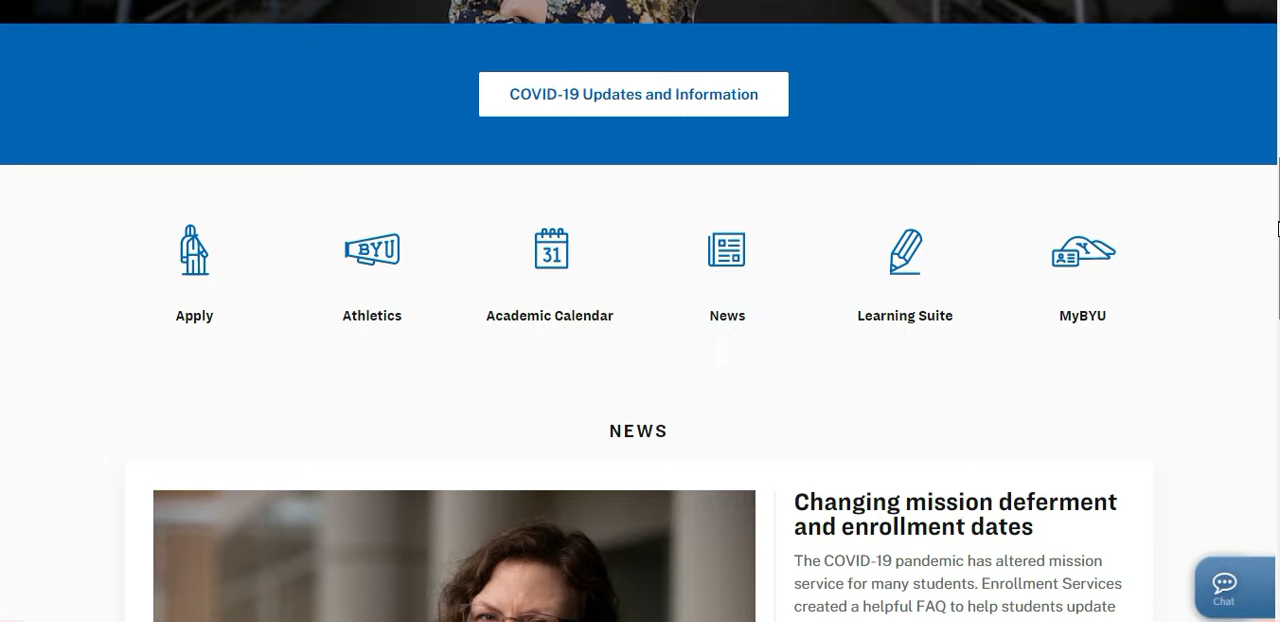 COVID-19 Updates and Information
BYU
31
Y
Apply
Athletics
Academic Calendar
News
Learning Suite
MyBYU
NEWS
Changing mission deferment
and enrollment dates
The COVID-19 pandemic has altered mission
service for many students. Enrollment Services
created a helpful FAQ to help students update
Chat